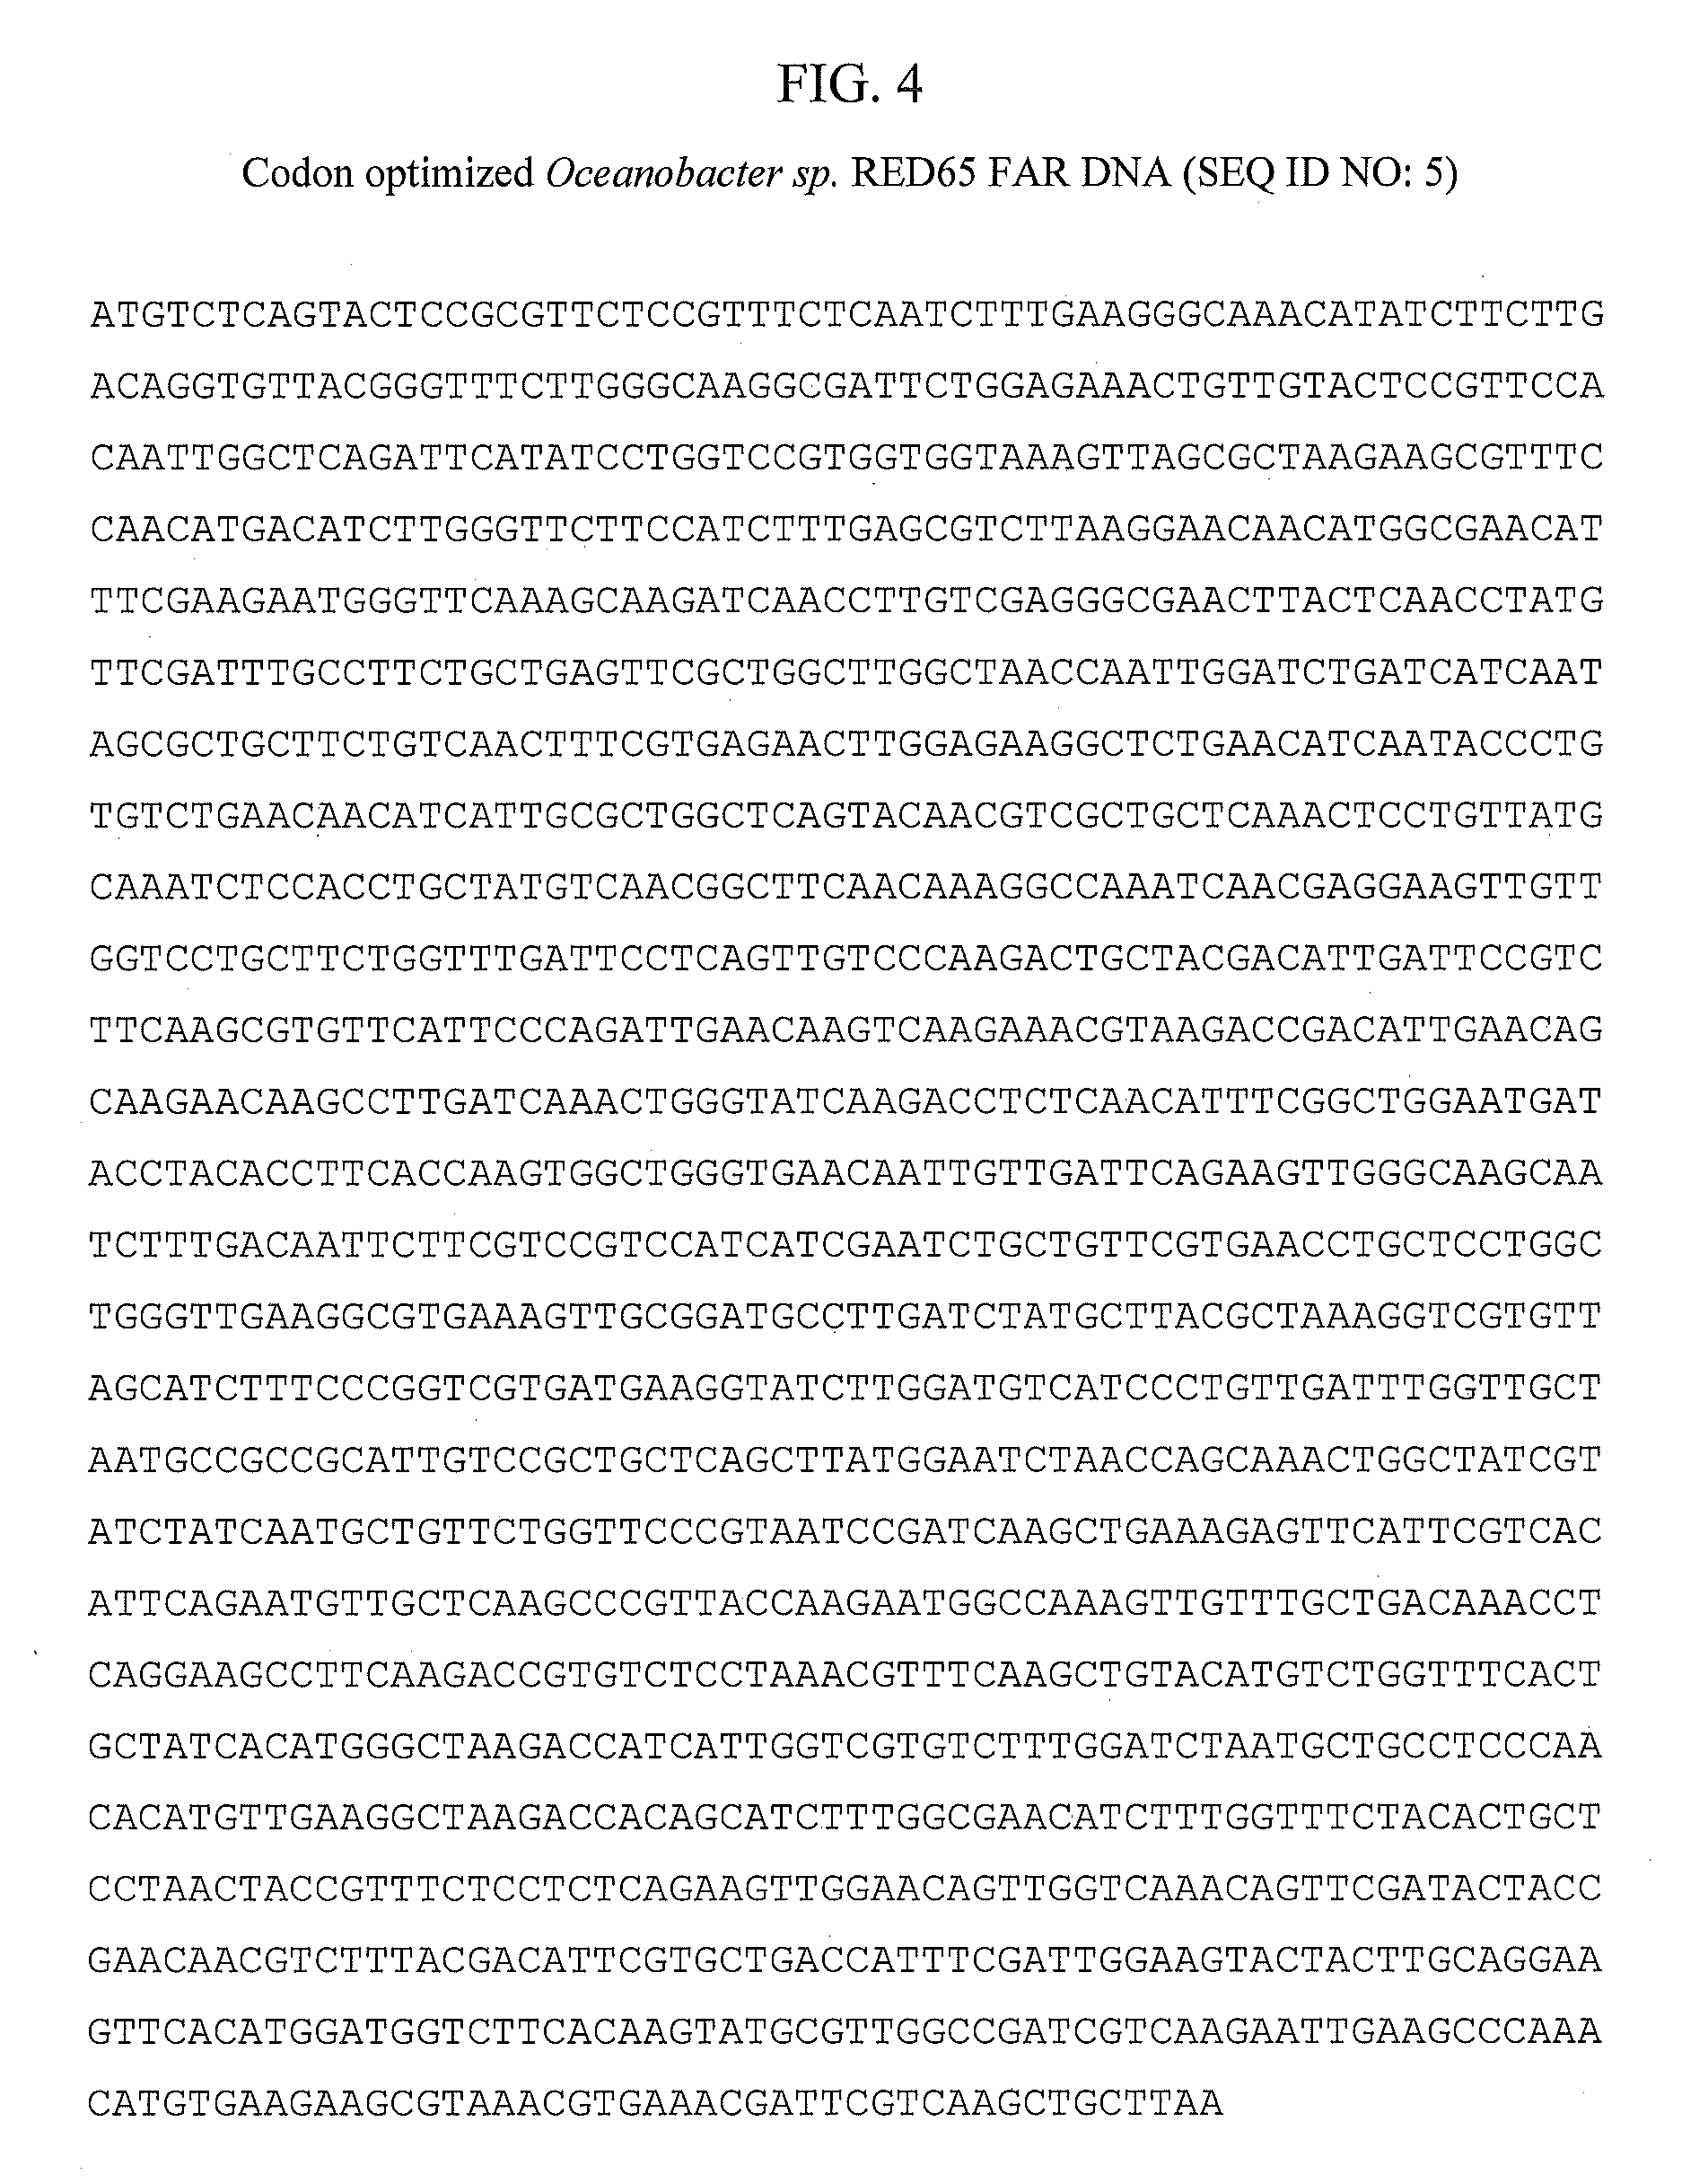 FIG. 4
Codon optimized Oceanobacter sp. RED65 FAR DNA (SEQ ID NO: 5)
ATGTCTCAGTACTCCGCGTTCTCCGTTTCTCAATCTTTGAAGGGCAAACATATCTTCTTG
ACAGGTGTTACGGGTTTCTTGGGCAAGGCGATTCTGGAGAAACTGTTGTACTCCGTTCCA
CAATTGGCTCAGATTCATATCCTGGTCCGTGGTGGTAAAGTTAGCGCTAAGAAGCGTTTC
CAACATGACATCTTGGGTTCTTCCATCTTTGAGCGTCTTAAGGAACAACATGGCGAACAT
TTCGAAGAATGGGTTCAAAGCAAGATCAACCTTGTCGAGGGCGAACTTACTCAACCTATG
TTCGATTTGCCTTCTGCTGAGTTCGCTGGCTTGGCTAACCAATTGGATCTGATCATCAAT
AGCGCTGCTTCTGTCAACTTTCGTGAGAACTTGGAGAAGGCTCTGAACATCAATACCCTG
TGTCTGAACAACATCATTGCGCTGGCTCAGTACAACGTCGCTGCTCAAACTCCTGTTATG
CAAATCTCCACCTGCTATGTCAACGGCTTCAACAAAGGCCAAATCAACGAGGAAGTTGTT
GGTCCTGCTTCTGGTTTGATTCCTCAGTTGTCCCAAGACTGCTACGACATTGATTCCGTC
TTCAAGCGTGTTCATTCCCAGATTGAACAAGTCAAGAAACGTAAGACCGACATTGAACAG
CAAGAACAAGCCTTGATCAAACTGGGTATCAAGACCTCTCAACATTTCGGCTGGAATGAT
ACCTACACCTTCACCAAGTGGCTGGGTGAACAATTGTTGATTCAGAAGTTGGGCAAGCAA
TCTTTGACAATTCTTCGTCCGTCCATCATCGAATCTGCTGTTCGTGAACCTGCTCCTGGC
TGGGTTGAAGGCGTGAAAGTTGCGGATGCCTTGATCTATGCTTACGCTAAAGGTCGTGTT
AGCATCTTTCCCGGTCGTGATGAAGGTATCTTGGATGTCATCCCTGTTGATTTGGTTGCT
AATGCCGCCGCATTGTCCGCTGCTCAGCTTATGGAATCTAACCAGCAAACTGGCTATCGT
ATCTATCAATGCTGTTCTGGTTCCCGTAATCCGATCAAGCTGAAAGAGTTCATTCGTCAC
ATTCAGAATGTTGCTCAAGCCCGTTACCAAGAATGGCCAAAGTTGTTTGCTGACAAACCT
CAGGAAGCCTTCAAGACCGTGTCTCCTAAACGTTTCAAGCTGTACATGTCTGGTTTCACT
GCTATCACATGGGCTAAGACCATCATTGGTCGTGTCTTTGGATCTAATGCTGCCTCCCAA
CACATGTTGAAGGCTAAGACCACAGCATCTTTGGCGAACATCTTTGGTTTCTACACTGCT
CCTAACTACCGTTTCTCCTCTCAGAAGTTGGAACAGTTGGTCAAACAGTTCGATACTACC
GAACAACGTCTTTACGACATTCGTGCTGACCATTTCGATTGGAAGTACTACTTGCAGGAA
GTTCACATGGATGGTCTTCACAAGTATGCGTTGGCCGATCGTCAAGAATTGAAGCCCAAA
CATGTGAAGAAGCGTAAACGTGAAACGATTCGTCAAGCTGCTTAA